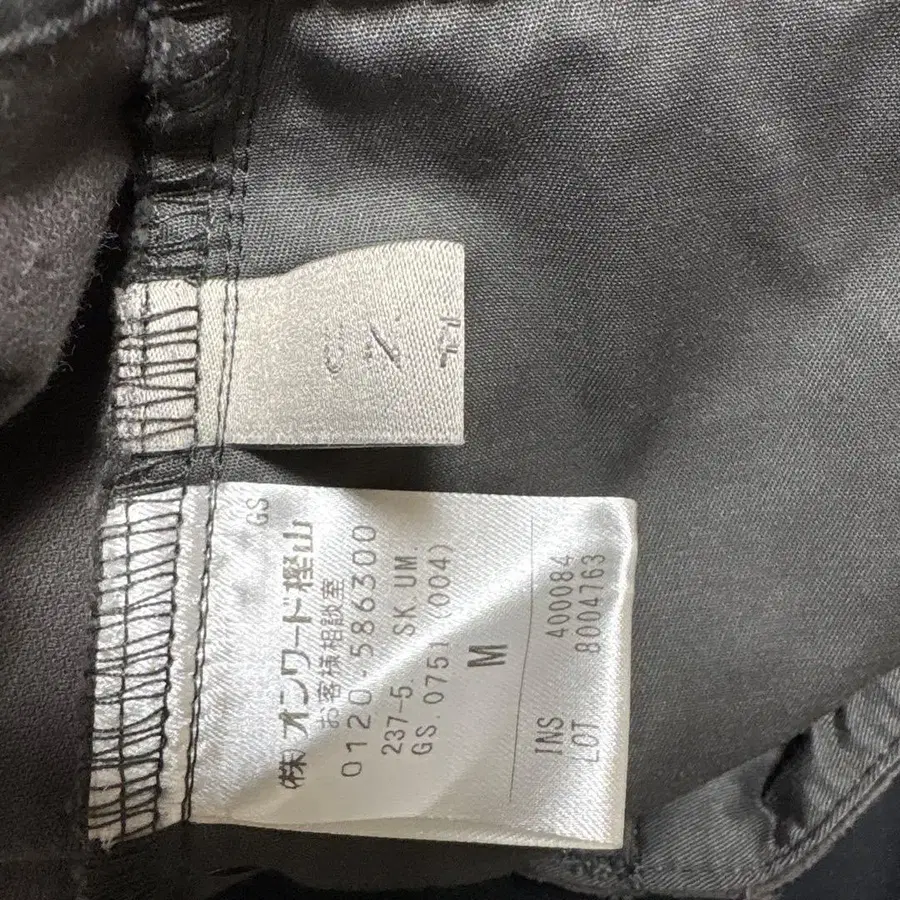 GS
(株)オンワード樫山
お客様相談室
0120-586300
237-5. SK.UM.
GS.0751 (004)
M
INS. 400084
LOT 8004763